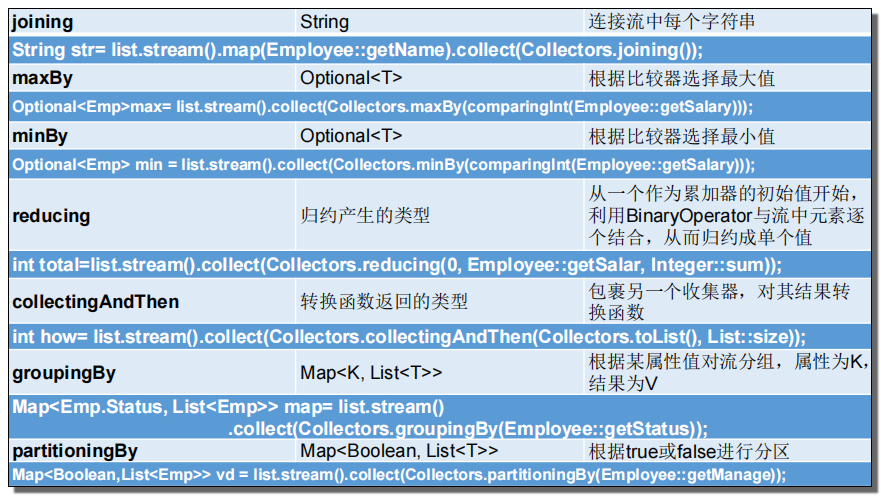 joining String 连接流中每个字符串
String str= list.stream().map(Employee::getName).collect(Collectors.joining());
maxBy Optional<T> 根据比较器选择最大值
Optional<Emp>max= list.stream().collect(Collectors.maxBy(comparingInt(Employee::getSalary)));
minBy Optional<T> 根据比较器选择最小值
Optional<Emp> min = list.stream().collect(Collectors.minBy(comparingInt(Employee::getSalary)));
reducing 归约产生的类型 从一个作为累加器的初始值开始，
利用BinaryOperator与流中元素逐
个结合，从而归约成单个值
int total=list.stream().collect(Collectors.reducing(0, Employee::getSalar, Integer::sum));
collectingAndThen 转换函数返回的类型 包裹另一个收集器，对其结果转
换函数
int how= list.stream().collect(Collectors.collectingAndThen(Collectors.toList(), List::size));
groupingBy Map<K, List<T>> 根据某属性值对流分组，属性为K，
结果为V
Map<Emp.Status, List<Emp>> map= list.stream()
.collect(Collectors.groupingBy(Employee::getStatus));
partitioningBy Map<Boolean, List<T>> 根据true或false进行分区
Map<Boolean,List<Emp>> vd = list.stream().collect(Collectors.partitioningBy(Employee::getManage));